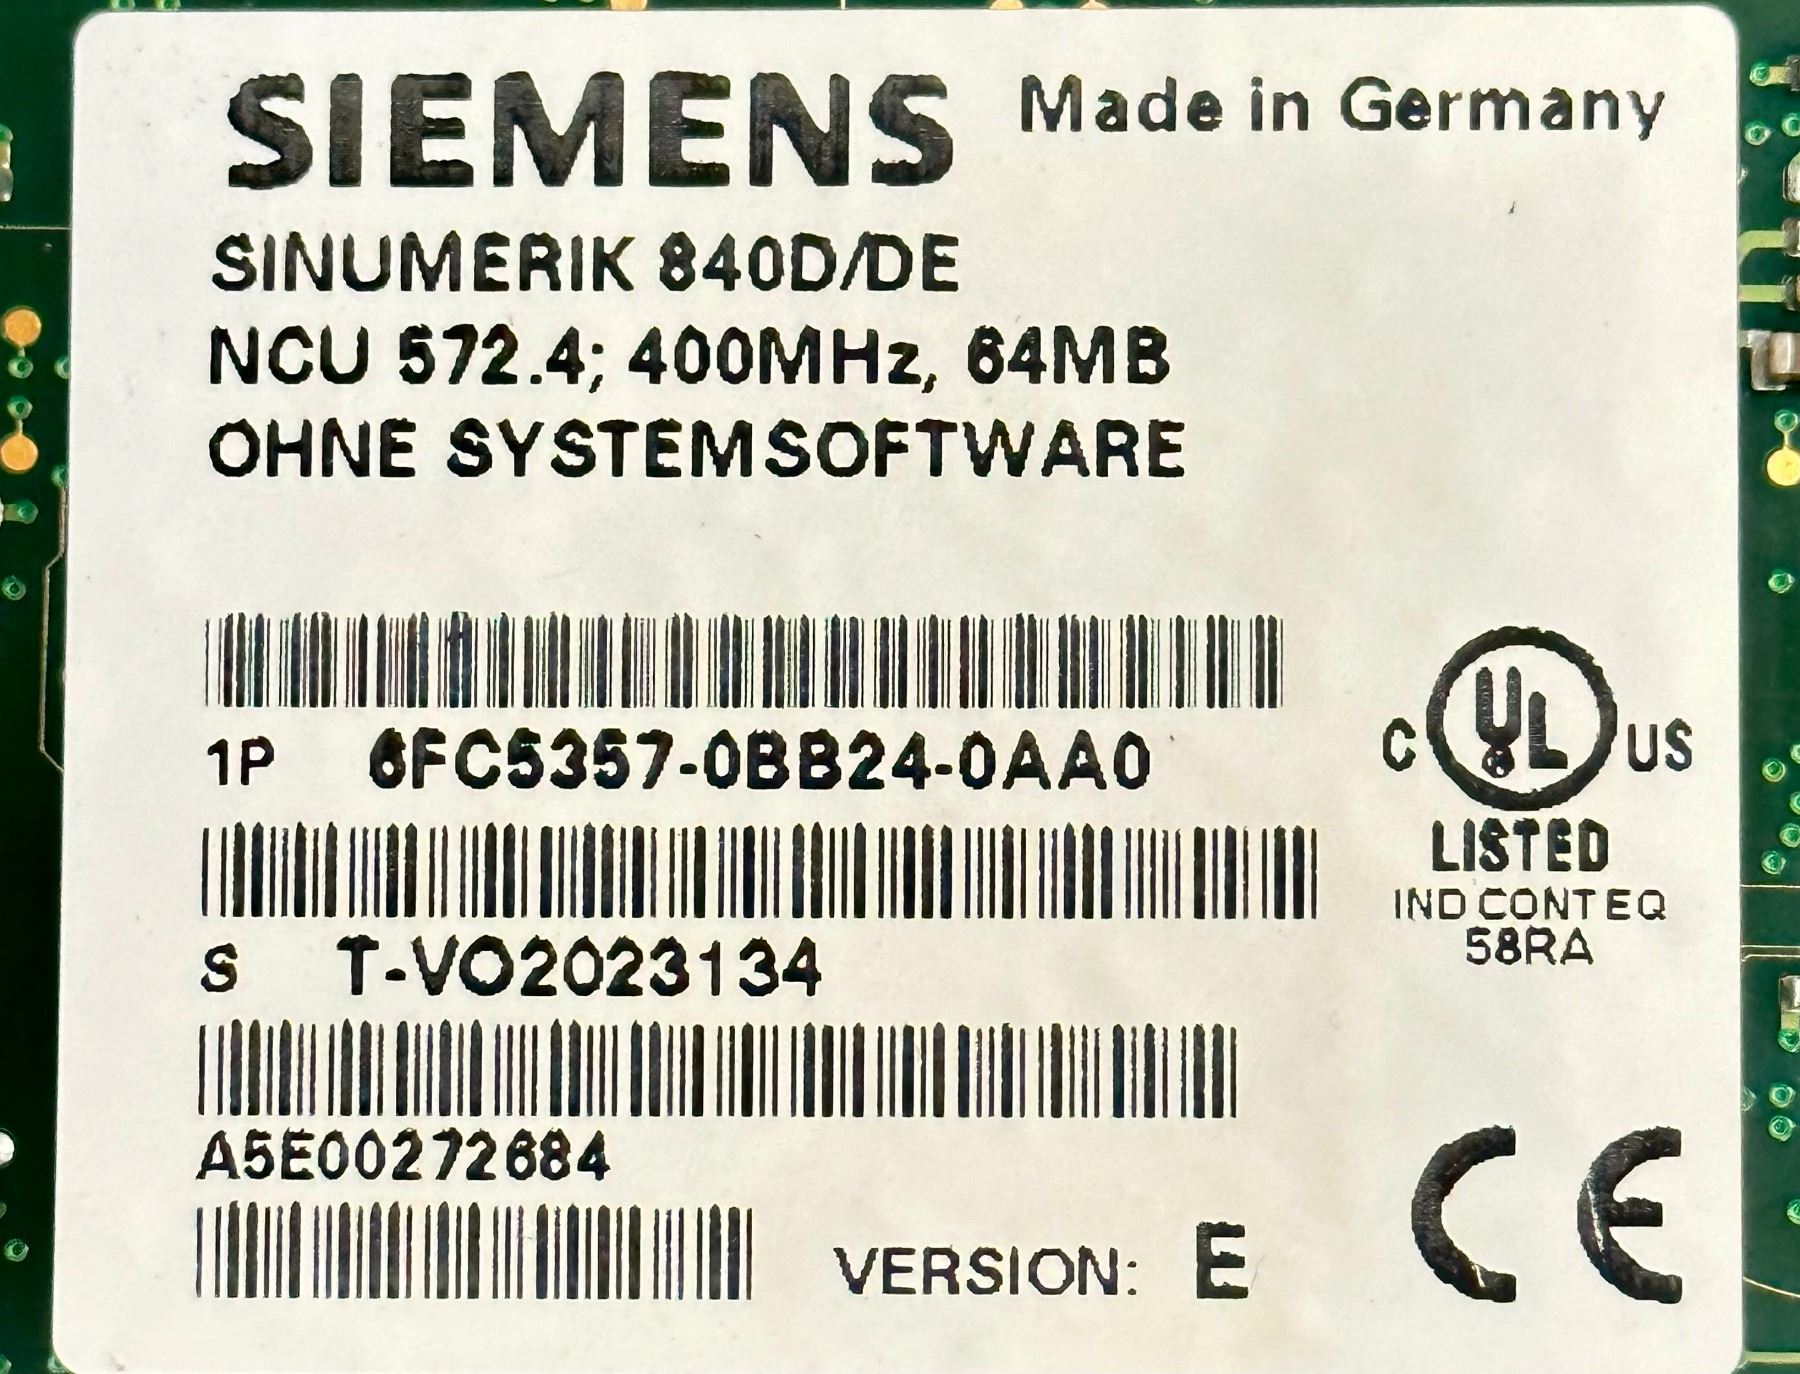 SIEMENS Made in Germany
SINUMERIK 840D/DE
NCU 572.4; 400MHz, 64MB
OHNE SYSTEMSOFTWARE
1P 6FC5357-0BB24-0AA0
C UL US
LISTED
IND CONT EQ
58RA
S T-VO2023134
A5E00272684
VERSION: E
CE